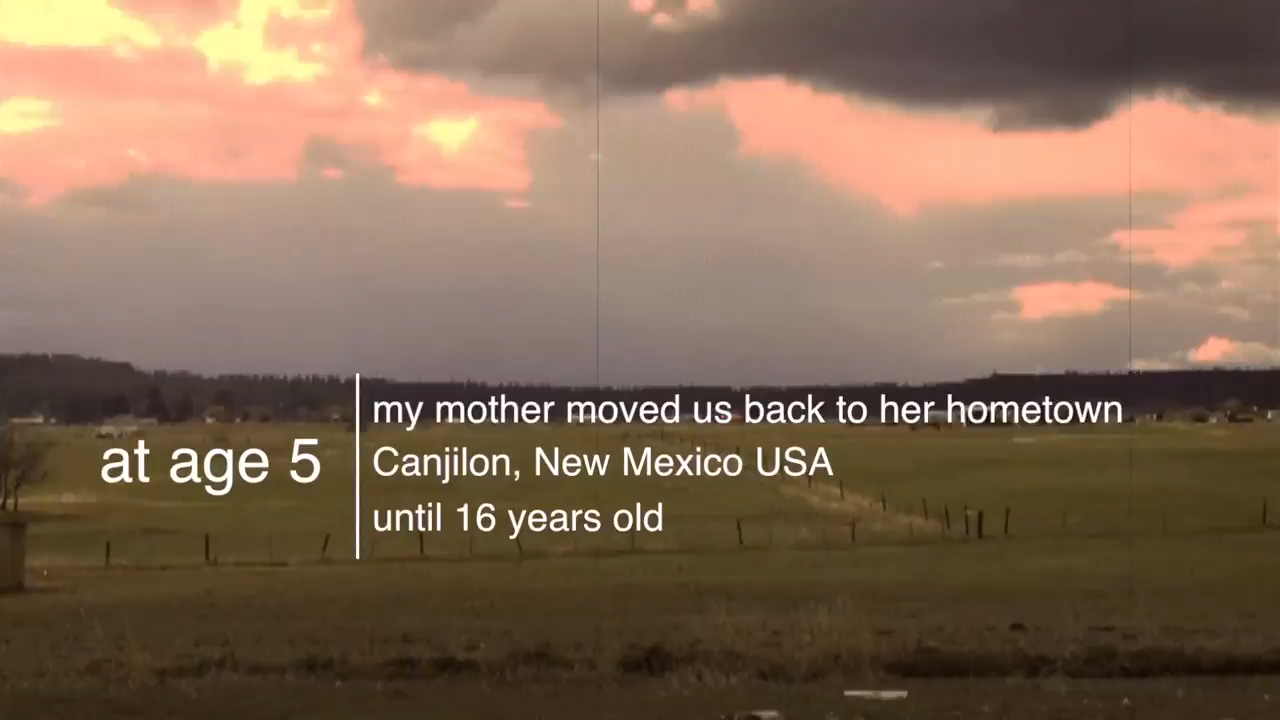 at age 5
my mother moved us back to her hometown
Canjilon, New Mexico USA
until 16 years old